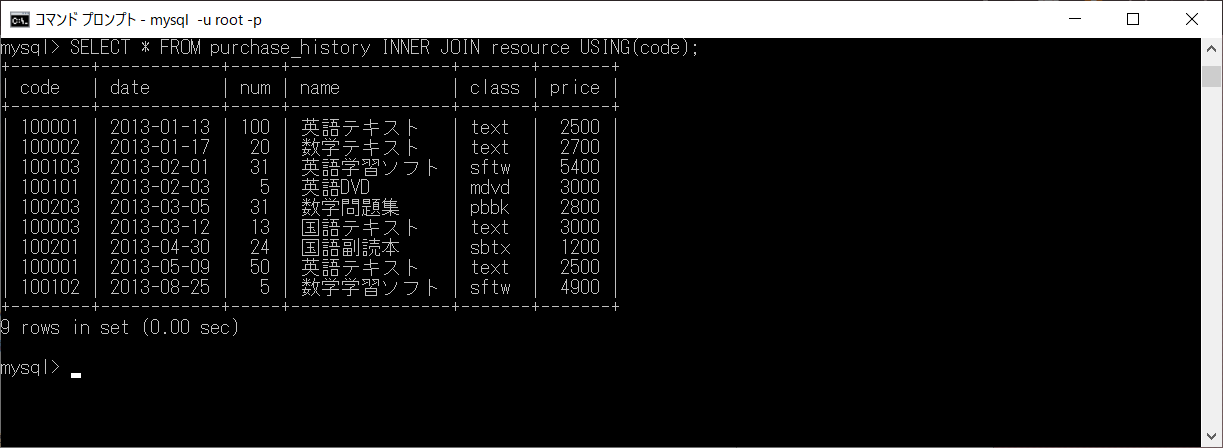 コマンド プロンプト - mysql -u root -p
mysql> SELECT * FROM purchase_history INNER JOIN resource USING(code);
+--------+------------+-----+----------------+-------+-------+
| code   | date       | num | name           | class | price |
+--------+------------+-----+----------------+-------+-------+
| 100001 | 2013-01-13 | 100 | 英語テキスト   | text  |  2500 |
| 100002 | 2013-01-17 |  20 | 数学テキスト   | text  |  2700 |
| 100103 | 2013-02-01 |  31 | 英語学習ソフト | sftw  |  5400 |
| 100101 | 2013-02-03 |   5 | 英語DVD        | mdvd  |  3000 |
| 100203 | 2013-03-05 |  31 | 数学問題集     | pbbk  |  2800 |
| 100003 | 2013-03-12 |  13 | 国語テキスト   | text  |  3000 |
| 100201 | 2013-04-30 |  24 | 国語副読本     | sbtx  |  1200 |
| 100001 | 2013-05-09 |  50 | 英語テキスト   | text  |  2500 |
| 100102 | 2013-08-25 |   5 | 数学学習ソフト | sftw  |  4900 |
+--------+------------+-----+----------------+-------+-------+
9 rows in set (0.00 sec)
mysql>